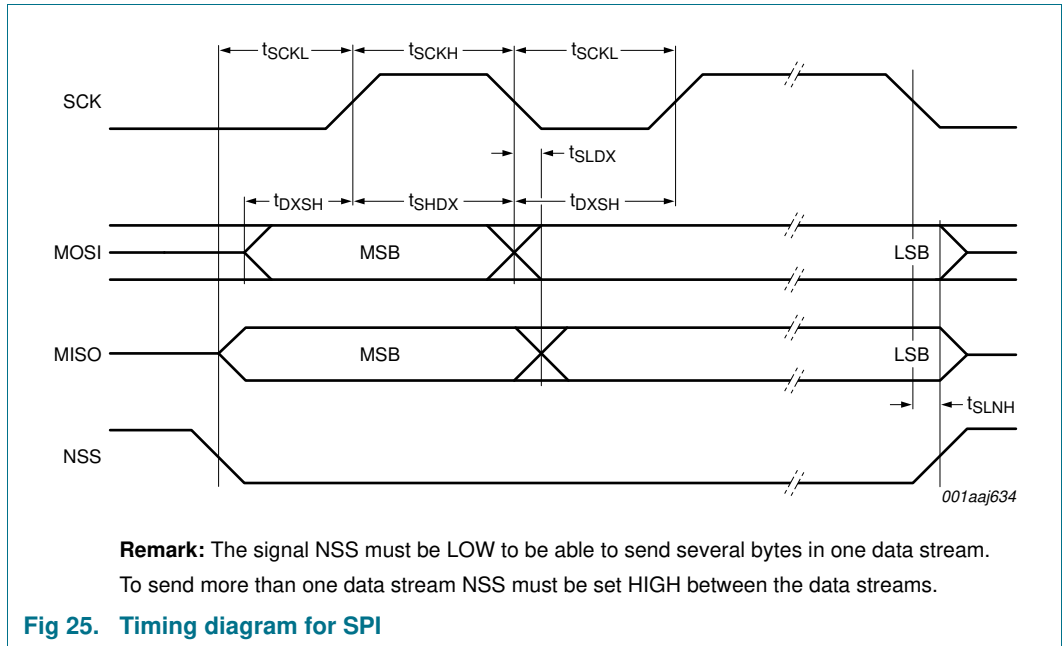 tSCKL tSCKH tSCKL
SCK
tSLDX
tDXSH tSHDX tDXSH
MOSI MSB LSB
MISO MSB LSB
tSLNH
NSS
001aaj634
Remark: The signal NSS must be LOW to be able to send several bytes in one data stream.
To send more than one data stream NSS must be set HIGH between the data streams.
Fig 25. Timing diagram for SPI